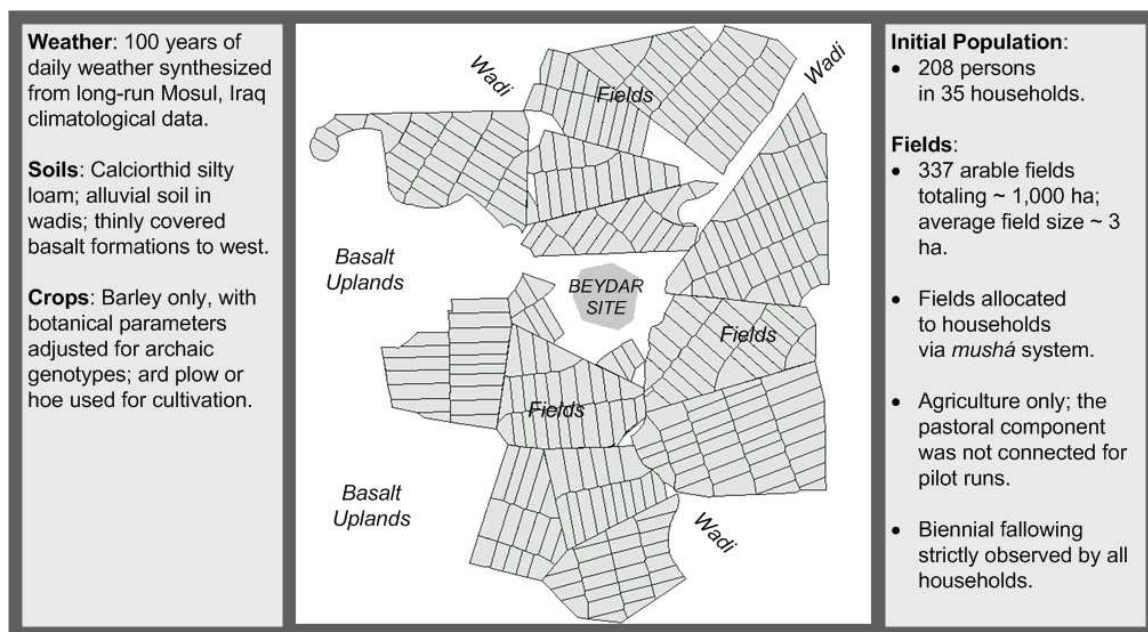 Weather: 100 years of
daily weather synthesized
from long-run Mosul, Iraq
climatological data.
Soils: Calciorthid silty
loam; alluvial soil in
wadis; thinly covered
basalt formations to west.
Crops: Barley only, with
botanical parameters
adjusted for archaic
genotypes; ard plow or
hoe used for cultivation.
Wadi
Fields
Wadi
Basalt
Uplands
BEYDAR
SITE
Fields
Fields
Basalt
Uplands
Wadi
Initial Population:
• 208 persons
in 35 households.
Fields:
• 337 arable fields
totaling ~ 1,000 ha;
average field size ~ 3
ha.
• Fields allocated
to households
via mushá system.
• Agriculture only; the
pastoral component
was not connected for
pilot runs.
• Biennial fallowing
strictly observed by all
households.